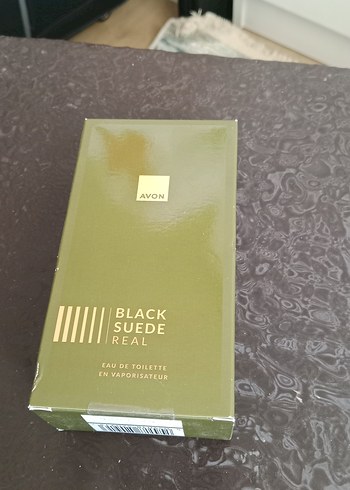 AVON
BLACK
SUEDE
REAL
EAU DE TOILETTE
EN VAPORISATEUR